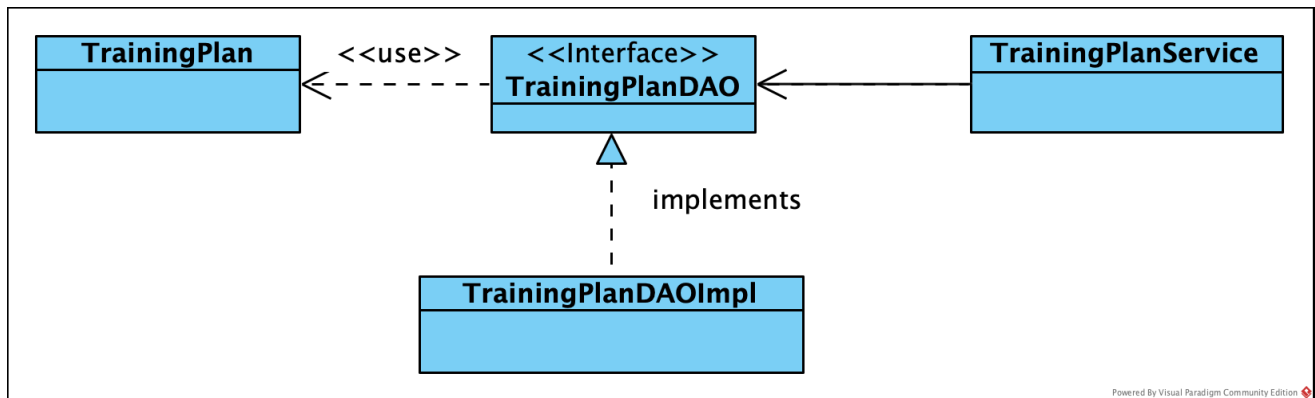 TrainingPlan
<<use>>
<<Interface>>
TrainingPlanDAO
TrainingPlanService
implements
TrainingPlanDAOImpl
Powered By Visual Paradigm Community Edition